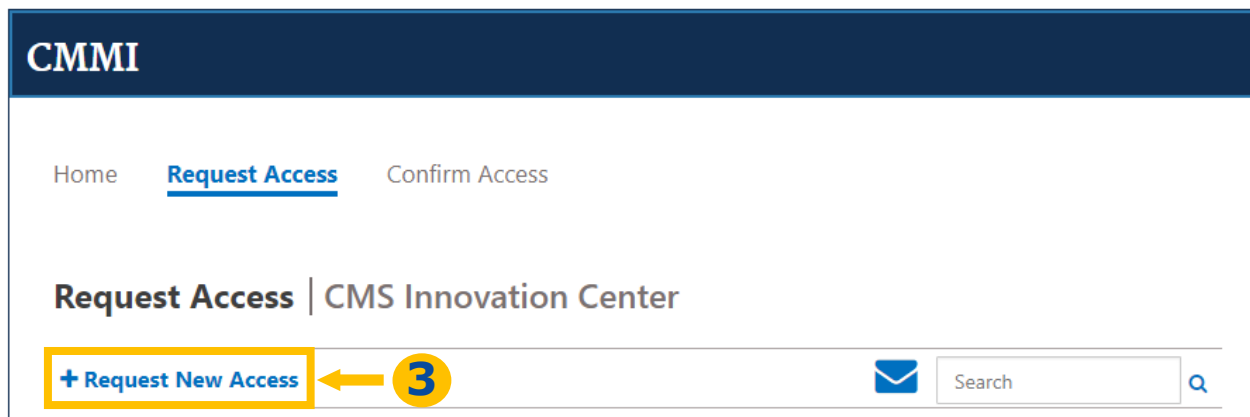 CMMI
Home Request Access Confirm Access
Request Access | CMS Innovation Center
+ Request New Access 3 Search